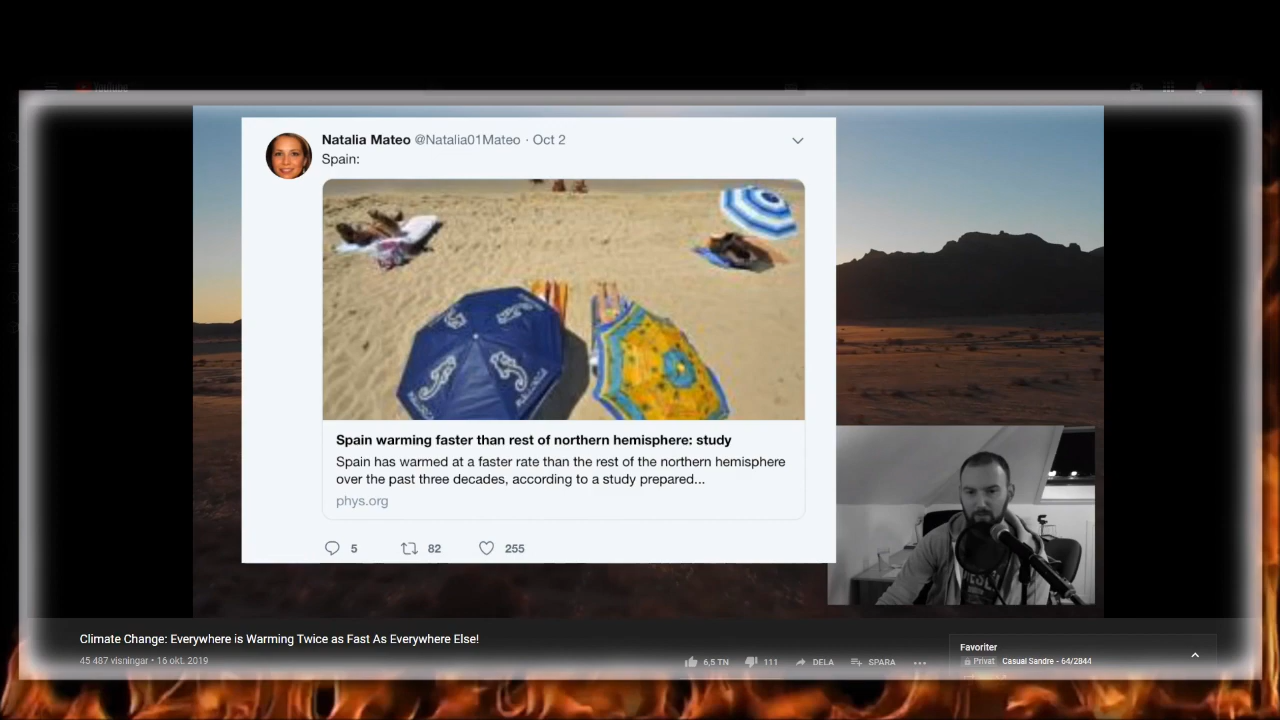 YouTube
Natalia Mateo @Natalia01Mateo · Oct 2
Spain:
Spain warming faster than rest of northern hemisphere: study
Spain has warmed at a faster rate than the rest of the northern hemisphere
over the past three decades, according to a study prepared...
phys.org
5 82 255
Climate Change: Everywhere is Warming Twice as Fast As Everywhere Else!
45 487 visningar • 16 okt. 2019
6,5 TN 111 DELA SPARA ...
Favoriter
Privat Casual Sandre - 64/2844